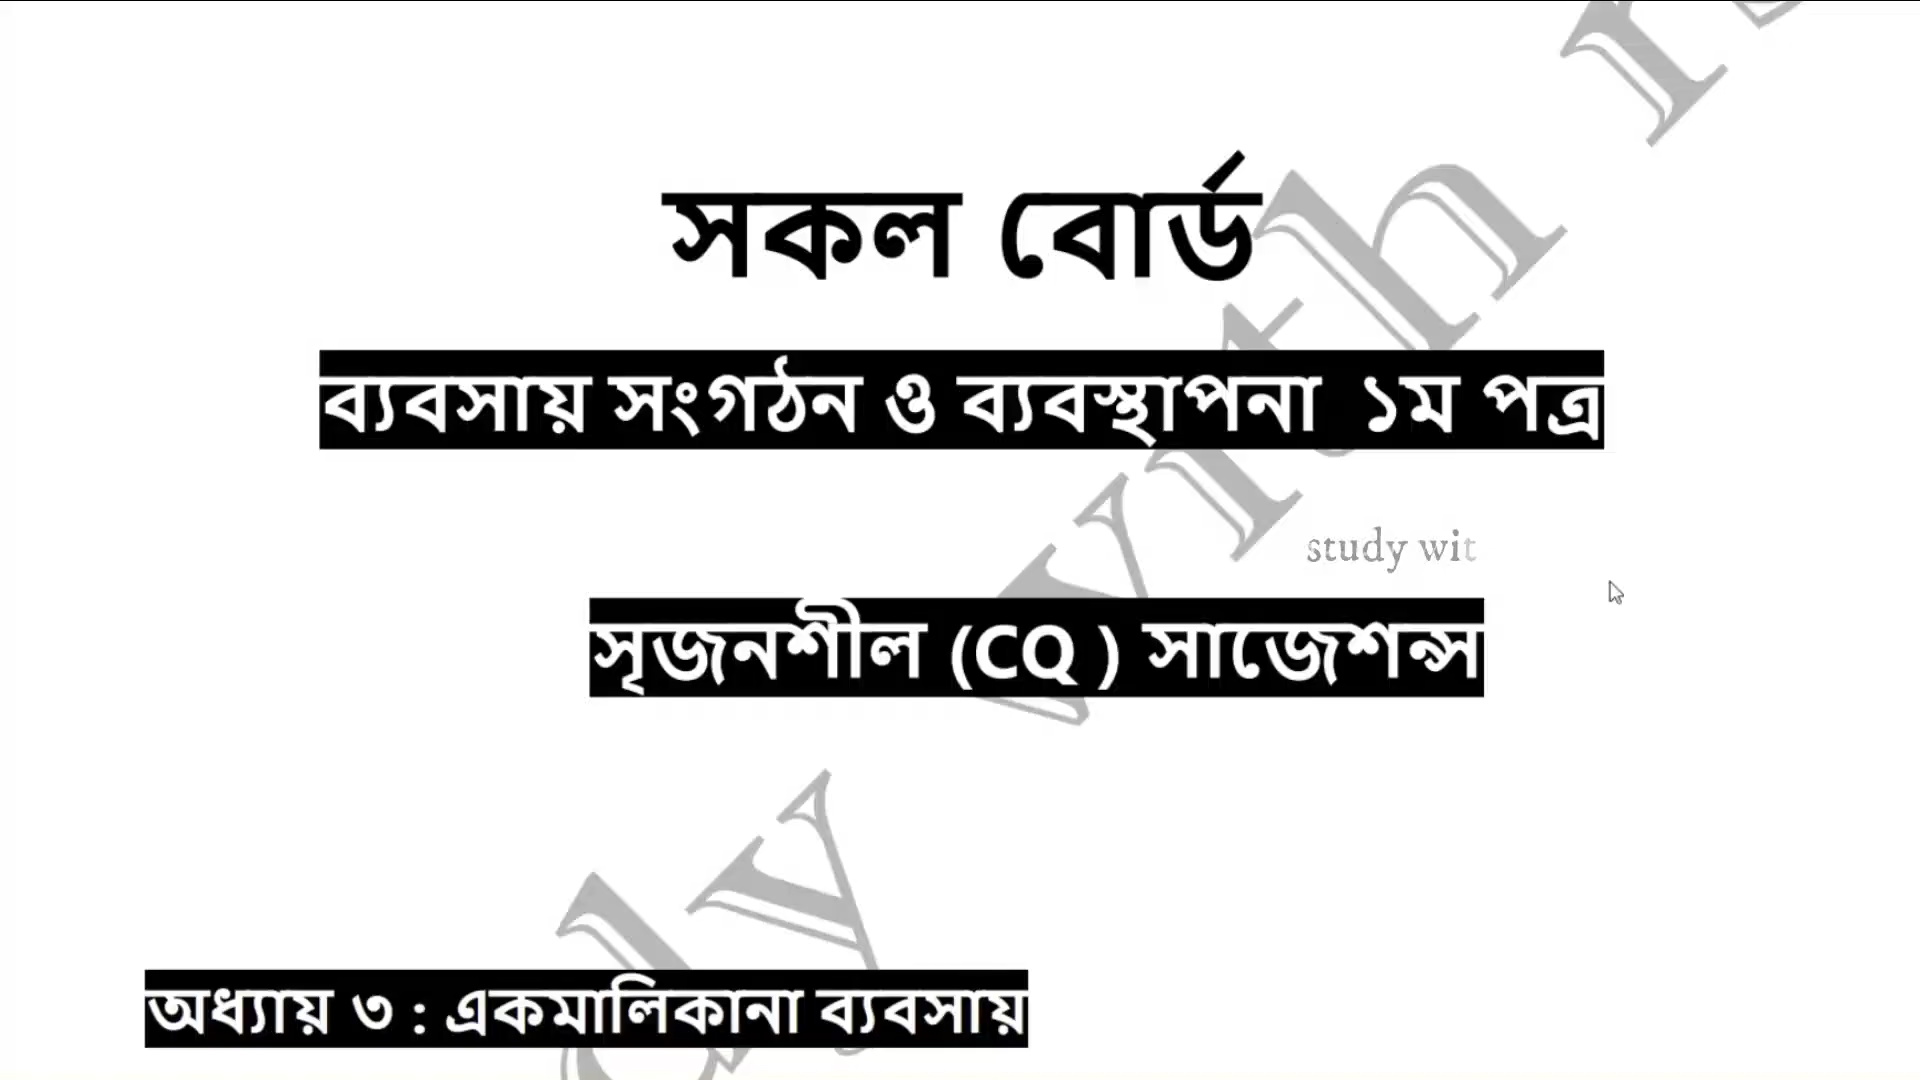 সকল বোর্ড
ব্যবসায় সংগঠন ও ব্যবস্থাপনা ১ম পত্র
study wit
সৃজনশীল (CQ ) সাজেশন্স
অধ্যায় ৩ : একমালিকানা ব্যবসায়